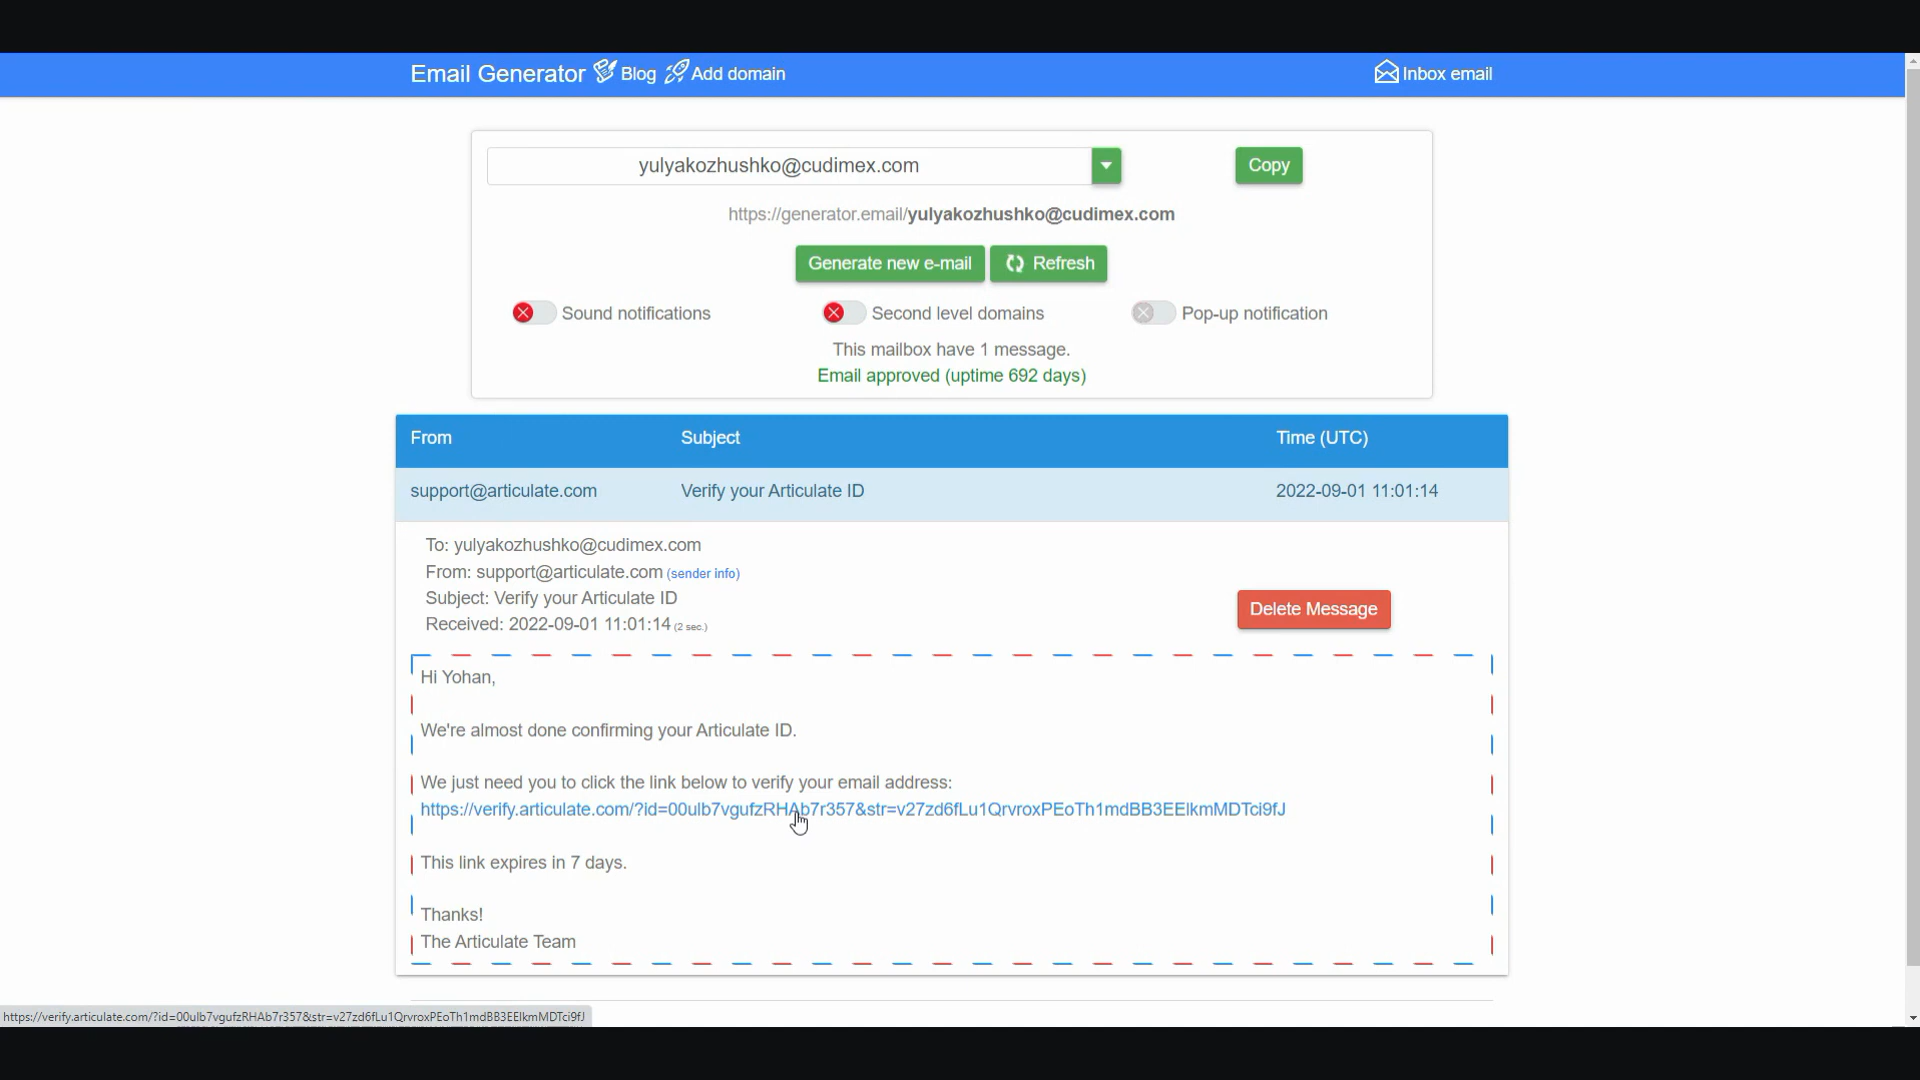 Email Generator Blog Add domain Inbox email
yulyakozhushko@cudimex.com Copy
https://generator.email/yulyakozhushko@cudimex.com
Generate new e-mail Refresh
Sound notifications Second level domains Pop-up notification
This mailbox have 1 message.
Email approved (uptime 692 days)
From Subject Time (UTC)
support@articulate.com Verify your Articulate ID 2022-09-01 11:01:14
To: yulyakozhushko@cudimex.com
From: support@articulate.com (sender info)
Subject: Verify your Articulate ID
Received: 2022-09-01 11:01:14 (2 sec.)
Delete Message
Hi Yohan,
We're almost done confirming your Articulate ID.
We just need you to click the link below to verify your email address:
https://verify.articulate.com/?id=00ulb7vgufzRHAb7r357&str=v27zd6fLu1QrvroxPEoTh1mdBB3EElkmMDTci9fJ
This link expires in 7 days.
Thanks!
The Articulate Team
https://verify.articulate.com/?id=00ulb7vgufzRHAb7r357&str=v27zd6fLu1QrvroxPEoTh1mdBB3EElkmMDTci9fJ